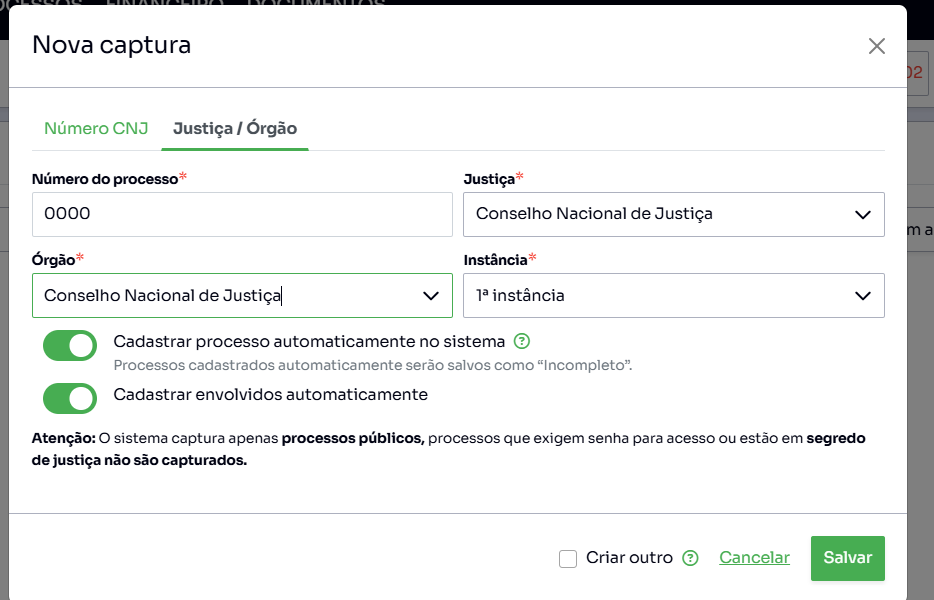 Nova captura
02
Número CNJ Justiça / Órgão
Número do processo* Justiça*
0000 Conselho Nacional de Justiça
m a
Órgão* Instância*
Conselho Nacional de Justiça 1ª instância
Cadastrar processo automaticamente no sistema ?
Processos cadastrados automaticamente serão salvos como “Incompleto”.
Cadastrar envolvidos automaticamente
Atenção: O sistema captura apenas processos públicos, processos que exigem senha para acesso ou estão em segredo
de justiça não são capturados.
Criar outro ? Cancelar Salvar